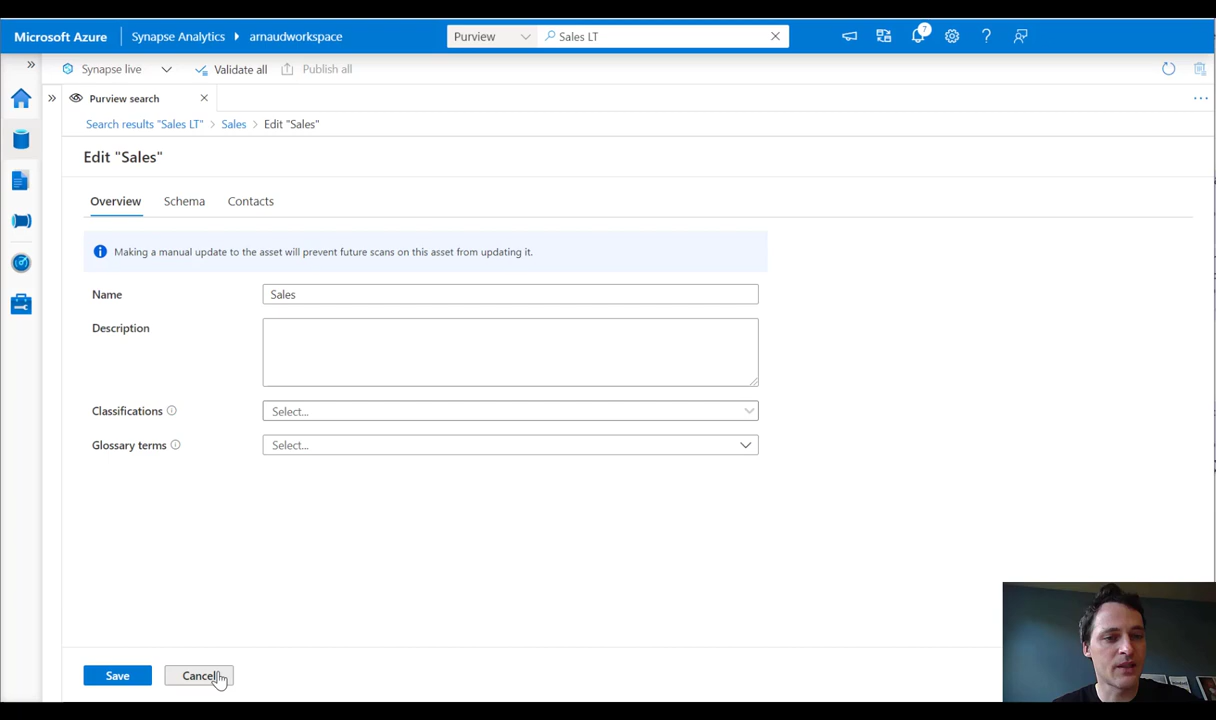 Microsoft Azure
Synapse Analytics
arnaudworkspace
Purview
Sales LT
7
Synapse live
Validate all
Publish all
Purview search
Search results "Sales LT" > Sales > Edit "Sales"
Edit "Sales"
Overview
Schema
Contacts
Making a manual update to the asset will prevent future scans on this asset from updating it.
Name
Sales
Description
Classifications
Select...
Glossary terms
Select...
Save
Cancel